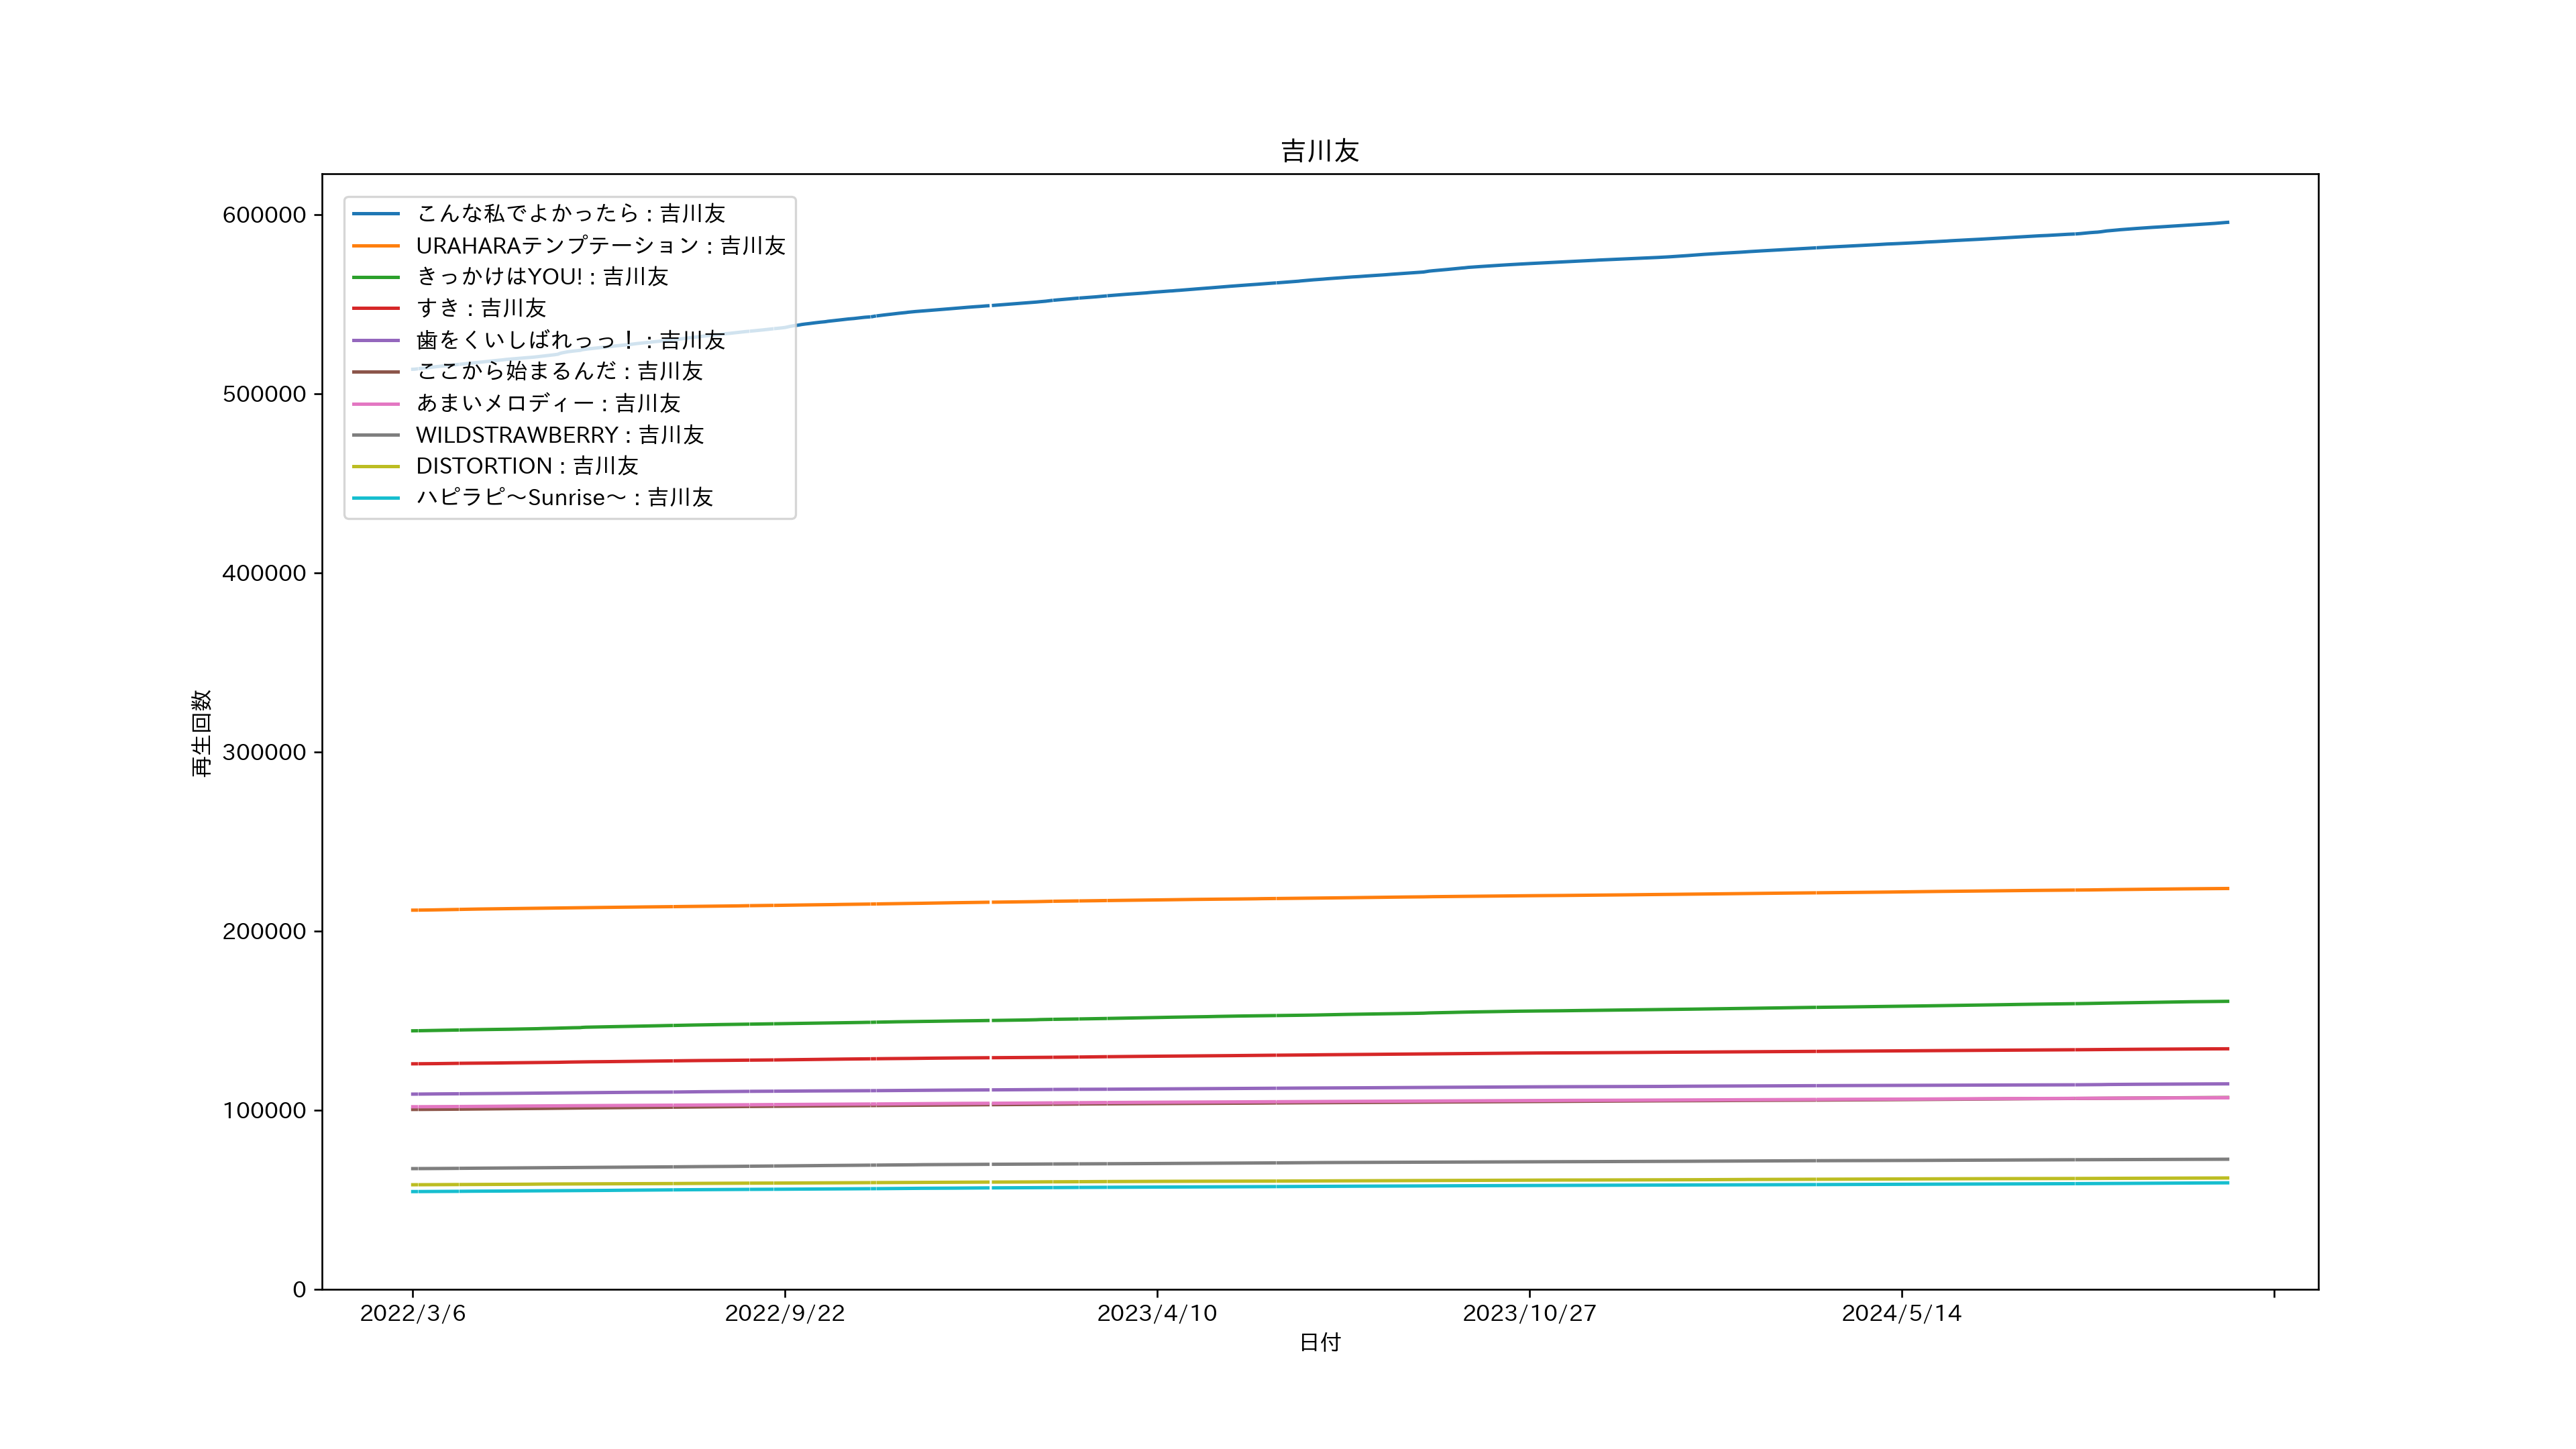 吉川友
600000
500000
400000
300000
200000
100000
0
再生回数
こんな私でよかったら : 吉川友
URAHARAテンプテーション : 吉川友
きっかけはYOU! : 吉川友
すき : 吉川友
歯をくいしばれっっ！ : 吉川友
ここから始まるんだ : 吉川友
あまいメロディー : 吉川友
WILDSTRAWBERRY : 吉川友
DISTORTION : 吉川友
ハピラピ～Sunrise～ : 吉川友
2022/3/6 2022/9/22 2023/4/10 2023/10/27 2024/5/14
日付